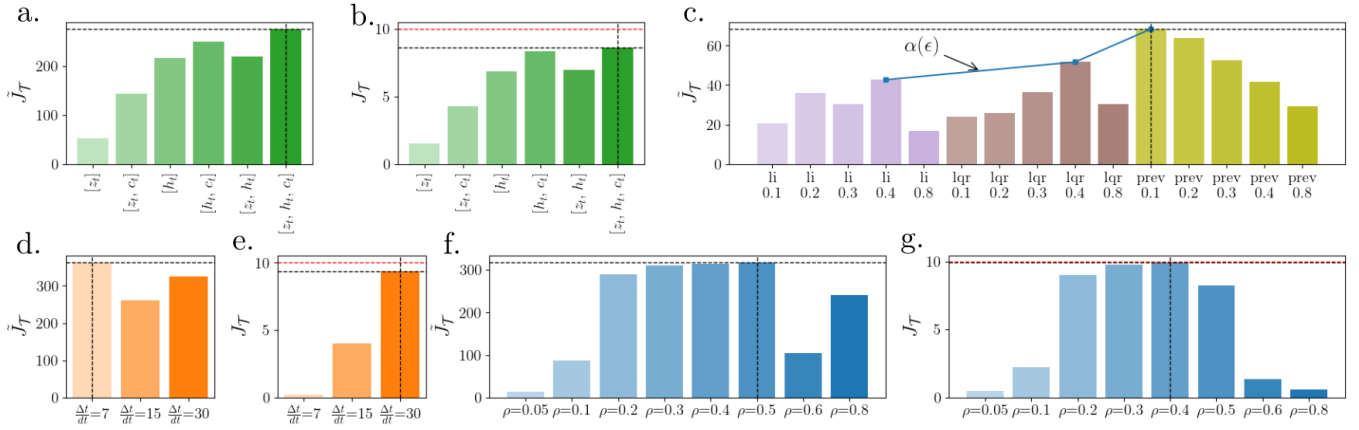 a.
J̃_𝒯
200
100
0
[z_t]
[z_t, c_t]
[h_t]
[h_t, c_t]
[z_t, h_t]
[z_t, h_t, c_t]
b.
J_𝒯
10
5
0
[z_t]
[z_t, c_t]
[h_t]
[h_t, c_t]
[z_t, h_t]
[z_t, h_t, c_t]
c.
J̃_𝒯
60
40
20
0
α(ϵ)
li li li li li lqr lqr lqr lqr lqr prev prev prev prev prev
0.1 0.2 0.3 0.4 0.8 0.1 0.2 0.3 0.4 0.8 0.1 0.2 0.3 0.4 0.8
d.
J̃_𝒯
300
200
100
0
Δt/dt=7 Δt/dt=15 Δt/dt=30
e.
J_𝒯
10
5
0
Δt/dt=7 Δt/dt=15 Δt/dt=30
f.
J̃_𝒯
300
200
100
0
ρ=0.05 ρ=0.1 ρ=0.2 ρ=0.3 ρ=0.4 ρ=0.5 ρ=0.6 ρ=0.8
g.
J_𝒯
10
5
0
ρ=0.05 ρ=0.1 ρ=0.2 ρ=0.3 ρ=0.4 ρ=0.5 ρ=0.6 ρ=0.8